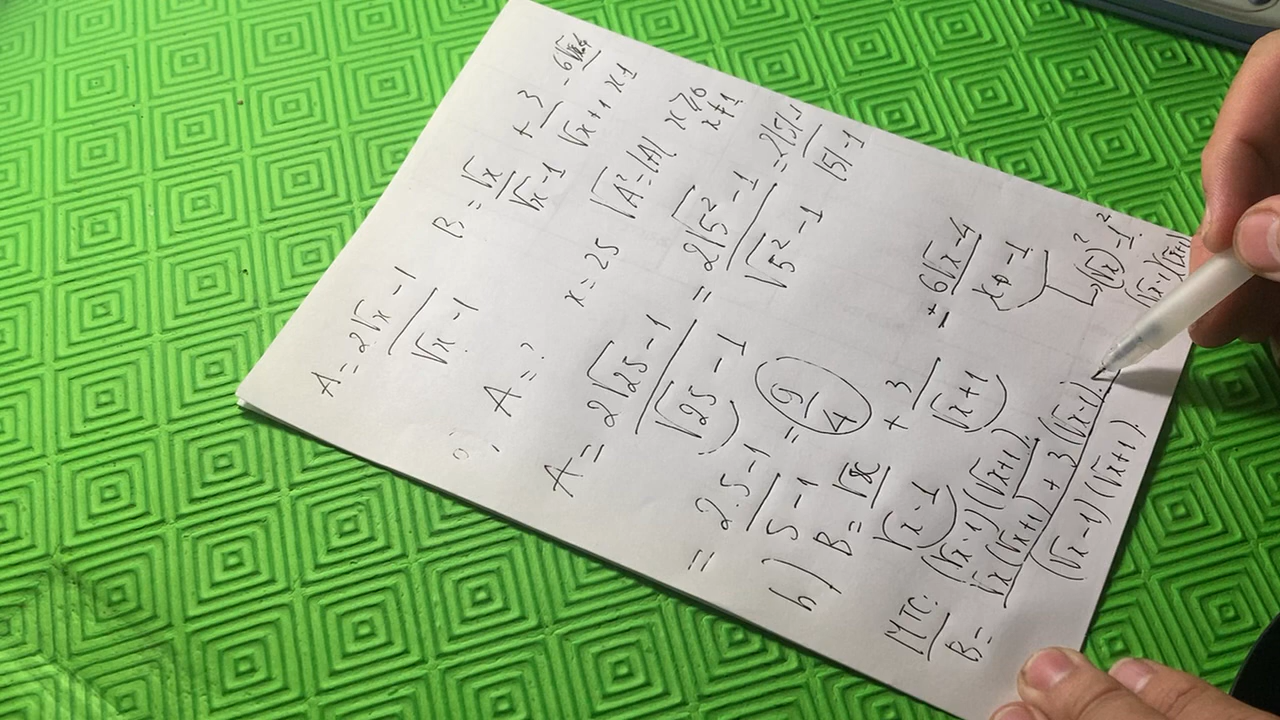 A = 2√x - 1 / √x - 1    B = √x / √x - 1 + 3 / √x + 1 - 6√x-4 / x-1
a, A = ?    x = 25    √A² = |A|    x ≥ 0    x ≠ 1
A = 2√25 - 1 / √25 - 1 = 2√5² - 1 / √5² - 1 = 2|5| - 1 / |5| - 1
= 2.5 - 1 / 5 - 1 = 9/4
b) B = √x / (√x - 1) + 3 / (√x + 1) - 6√x - 4 / x - 1
(√x)² - 1²
MTC: (√x - 1)(√x + 1)    (√x - 1)(√x + 1)
B = √x(√x + 1) + 3(√x - 1) / (√x - 1)(√x + 1)